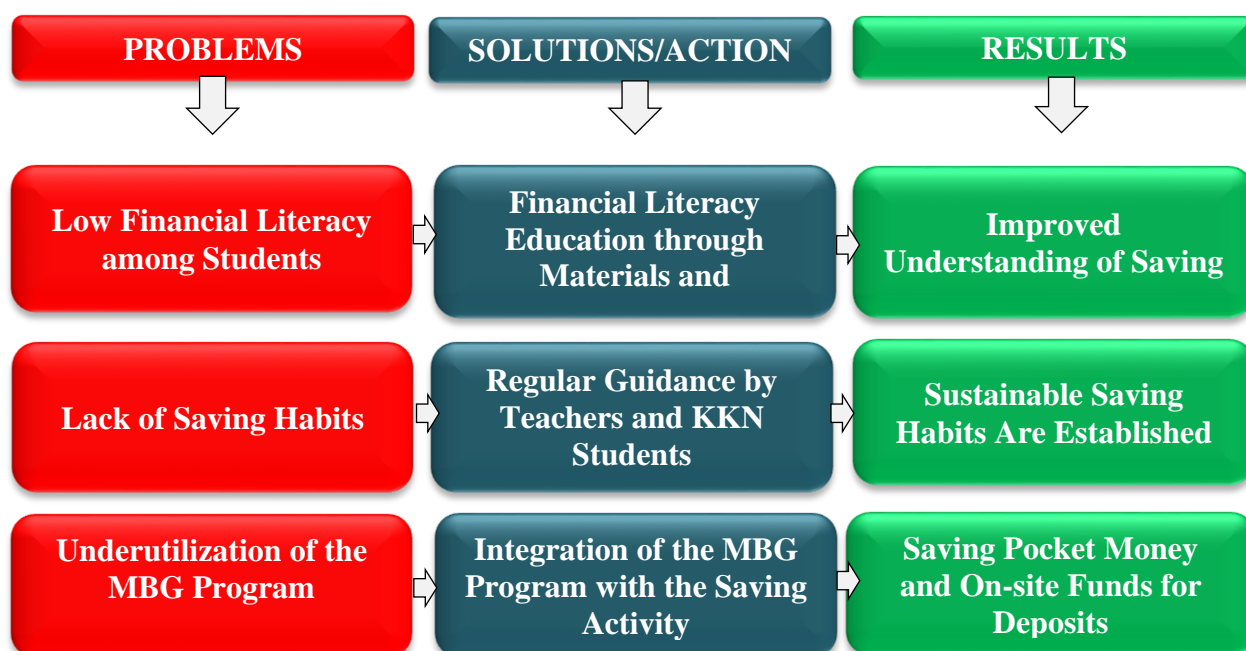 PROBLEMS
SOLUTIONS/ACTION
RESULTS
Low Financial Literacy
among Students
Financial Literacy
Education through
Materials and
Improved
Understanding of Saving
Lack of Saving Habits
Regular Guidance by
Teachers and KKN
Students
Sustainable Saving
Habits Are Established
Underutilization of the
MBG Program
Integration of the MBG
Program with the Saving
Activity
Saving Pocket Money
and On-site Funds for
Deposits